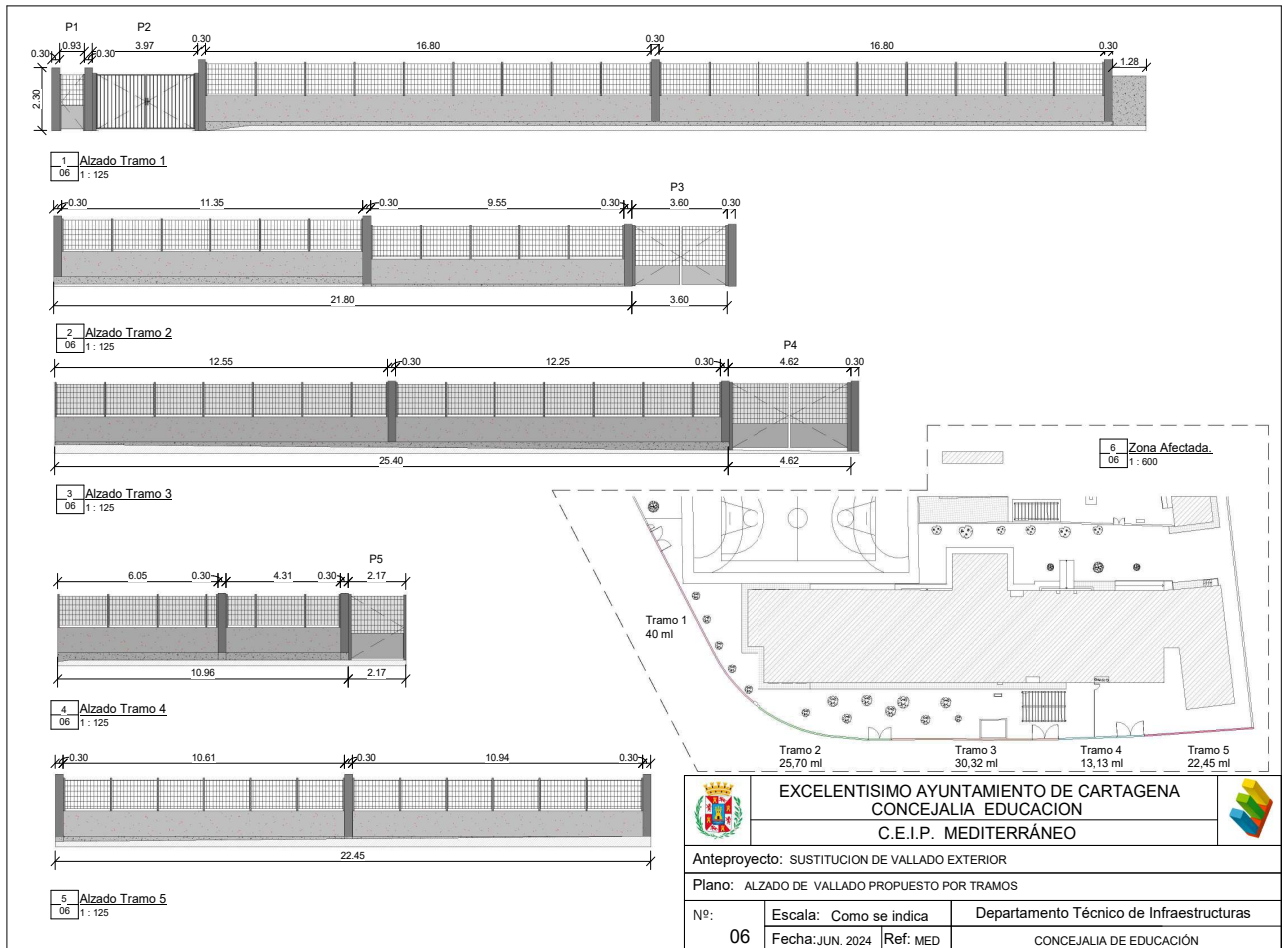 P1
P2
0.30
0.93
0.30
3.97
0.30
16.80
0.30
16.80
0.30
1.28
2.30
1
06
Alzado Tramo 1
1 : 125
P3
0.30
11.35
0.30
9.55
0.30
3.60
0.30
21.80
3.60
2
06
Alzado Tramo 2
1 : 125
P4
12.55
0.30
12.25
0.30
4.62
0.30
25.40
4.62
3
06
Alzado Tramo 3
1 : 125
P5
6.05
0.30
4.31
0.30
2.17
10.96
2.17
4
06
Alzado Tramo 4
1 : 125
0.30
10.61
0.30
10.94
0.30
22.45
5
06
Alzado Tramo 5
1 : 125
6
06
Zona Afectada.
1 : 600
Tramo 1
40 ml
Tramo 2
25,70 ml
Tramo 3
30,32 ml
Tramo 4
13,13 ml
Tramo 5
22,45 ml
EXCELENTISIMO AYUNTAMIENTO DE CARTAGENA
CONCEJALIA EDUCACION
C.E.I.P. MEDITERRÁNEO
Anteproyecto: SUSTITUCION DE VALLADO EXTERIOR
Plano: ALZADO DE VALLADO PROPUESTO POR TRAMOS
Nº:
06
Escala: Como se indica
Departamento Técnico de Infraestructuras
Fecha: JUN. 2024
Ref: MED
CONCEJALIA DE EDUCACIÓN